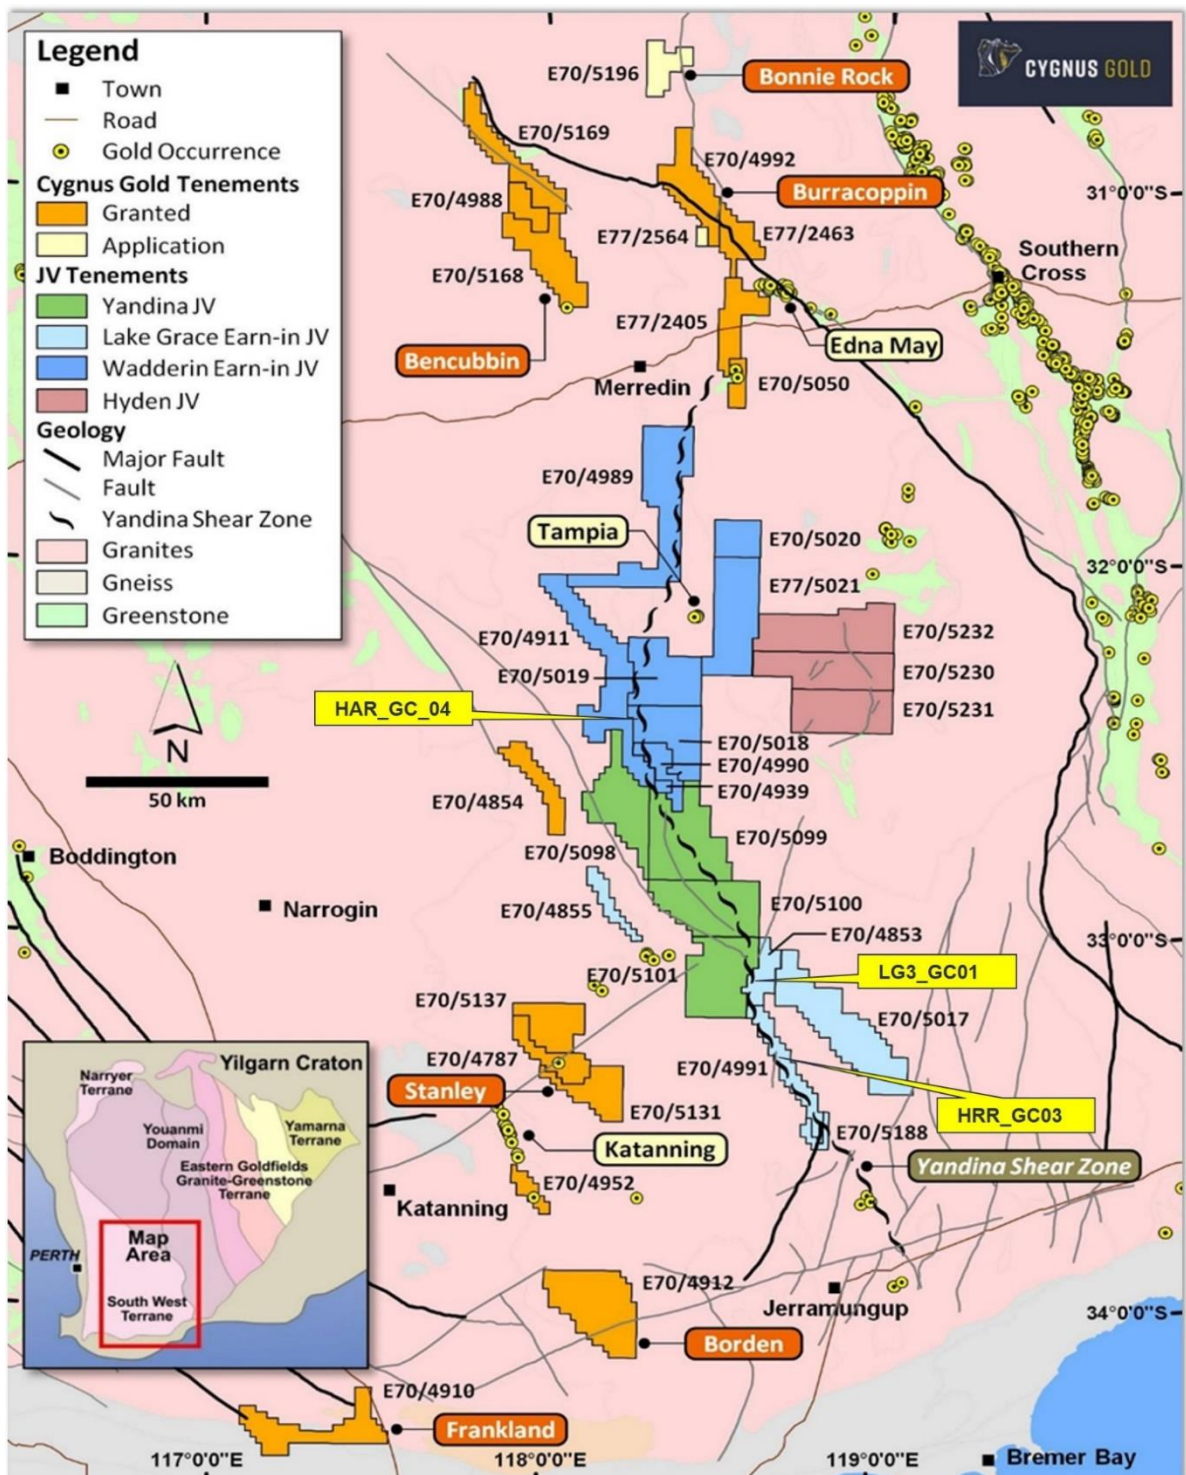 Legend
Town
Road
Gold Occurrence
Cygnus Gold Tenements
Granted
Application
JV Tenements
Yandina JV
Lake Grace Earn-in JV
Wadderin Earn-in JV
Hyden JV
Geology
Major Fault
Fault
Yandina Shear Zone
Granites
Gneiss
Greenstone
CYGNUS GOLD
E70/5196
Bonnie Rock
E70/5169
E70/4992
E70/4988
Burracoppin
31°0'0"S
E77/2564
E77/2463
Southern
Cross
E70/5168
E77/2405
Edna May
Bencubbin
Merredin
E70/5050
E70/4989
Tampia
E70/5020
32°0'0"S
E77/5021
E70/4911
E70/5232
E70/5019
E70/5230
HAR_GC_04
E70/5231
N
50 km
E70/5018
E70/4990
E70/4939
E70/4854
E70/5099
Boddington
E70/5098
Narrogin
E70/4855
E70/5100
E70/4853
33°0'0"S
E70/5101
LG3_GC01
E70/5137
E70/5017
E70/4787
E70/4991
Stanley
HRR_GC03
E70/5131
E70/5188
Katanning
Yandina Shear Zone
E70/4952
Katanning
Yilgarn Craton
Narryer
Terrane
Youanmi
Domain
Yamarna
Terrane
Eastern Goldfields
Granite-Greenstone
Terrane
PERTH
Map
Area
South West
Terrane
E70/4912
Jerramungup
34°0'0"S
Borden
E70/4910
Frankland
117°0'0"E
118°0'0"E
119°0'0"E
Bremer Bay